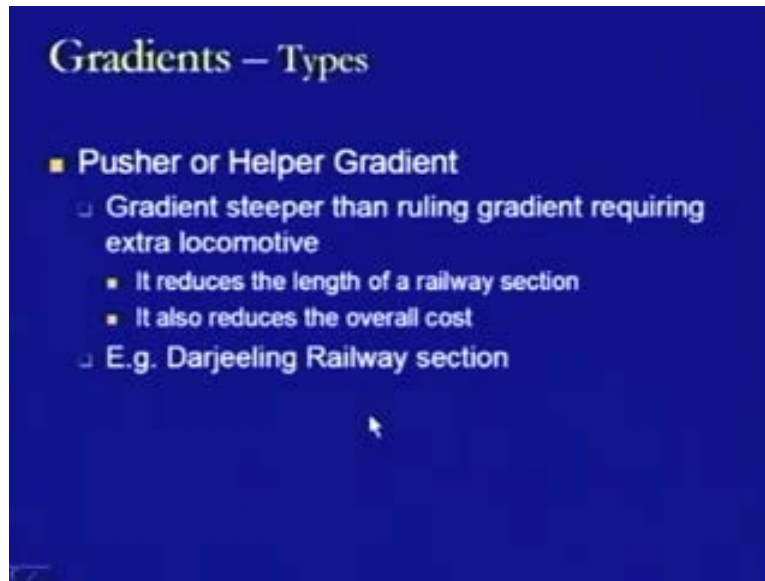 Gradients – Types
Pusher or Helper Gradient
Gradient steeper than ruling gradient requiring
extra locomotive
It reduces the length of a railway section
It also reduces the overall cost
E.g. Darjeeling Railway section